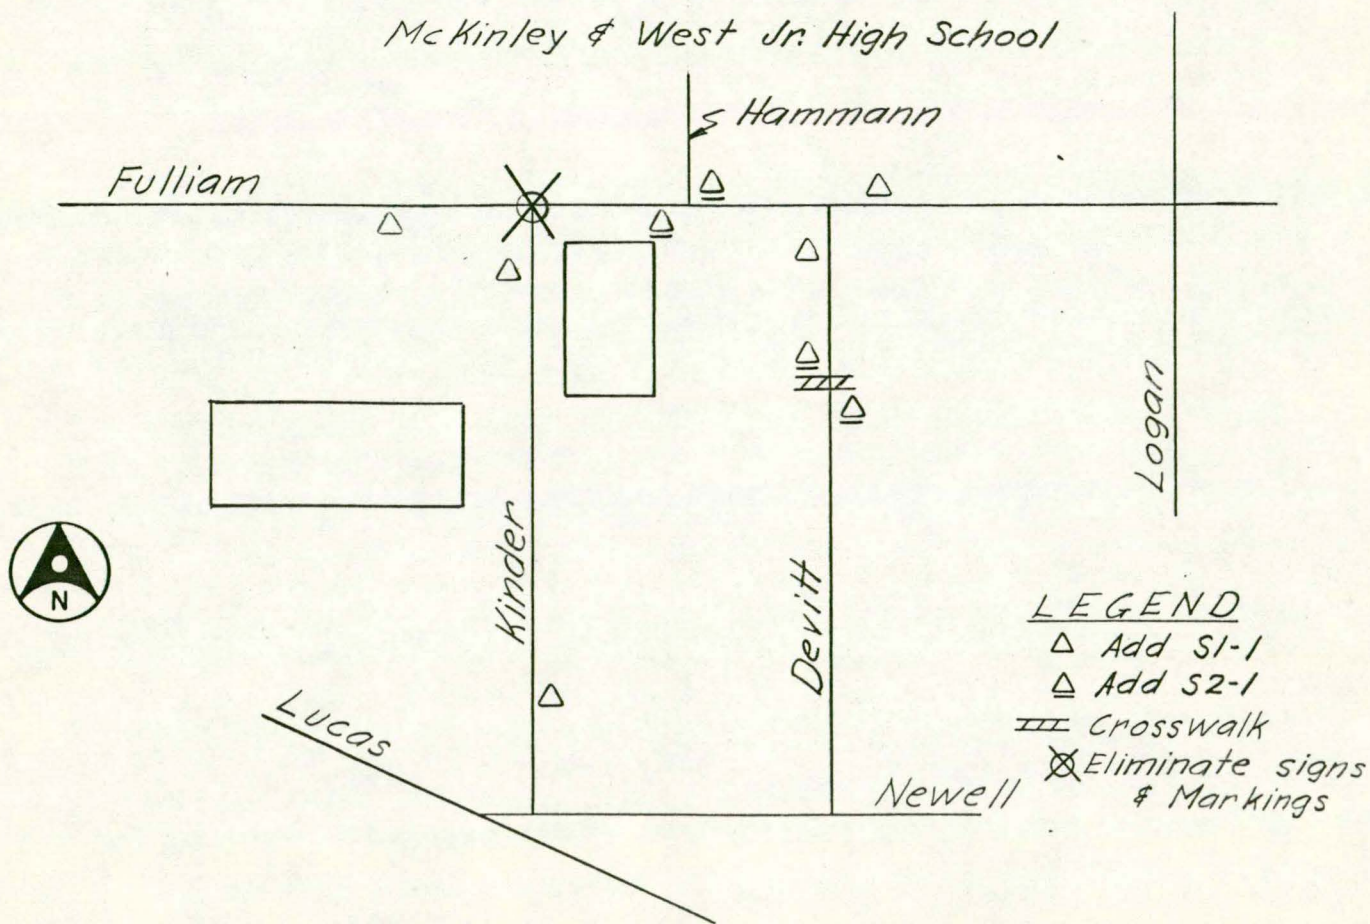 McKinley & West Jr. High School
Hammann
Fulliam
Logan
Kinder
Devitt
N
Lucas
Newell
LEGEND
Add S1-1
Add S2-1
Crosswalk
Eliminate signs
& Markings